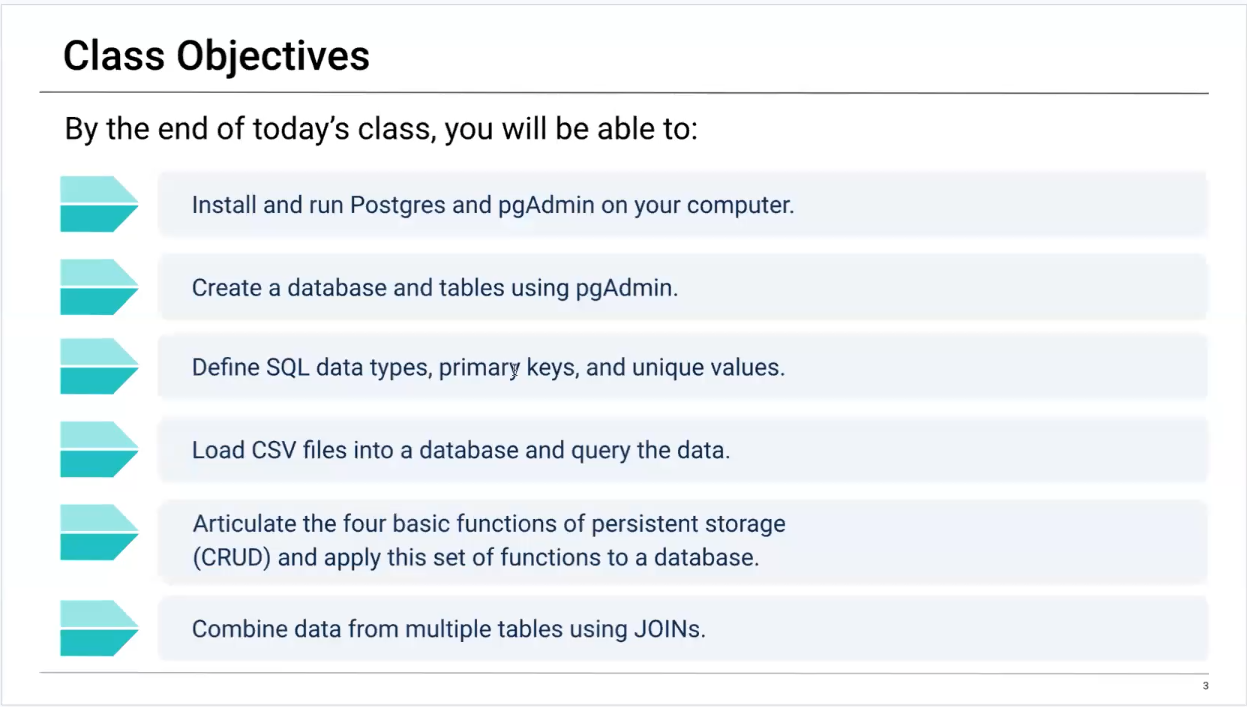 Class Objectives
By the end of today’s class, you will be able to:
Install and run Postgres and pgAdmin on your computer.
Create a database and tables using pgAdmin.
Define SQL data types, primary keys, and unique values.
Load CSV files into a database and query the data.
Articulate the four basic functions of persistent storage
(CRUD) and apply this set of functions to a database.
Combine data from multiple tables using JOINs.
3